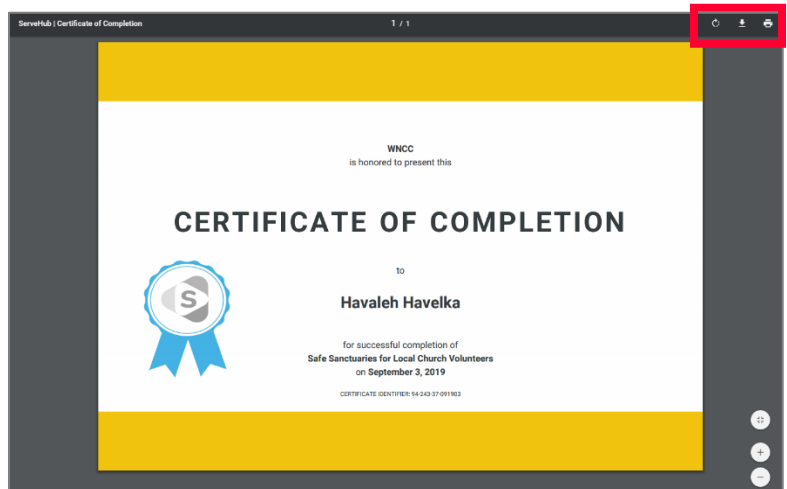 ServeHub | Certificate of Completion
1 / 1
WNCC
is honored to present this
CERTIFICATE OF COMPLETION
to
S
Havaleh Havelka
for successful completion of
Safe Sanctuaries for Local Church Volunteers
on September 3, 2019
CERTIFICATE IDENTIFIER: 94-243-37-091903